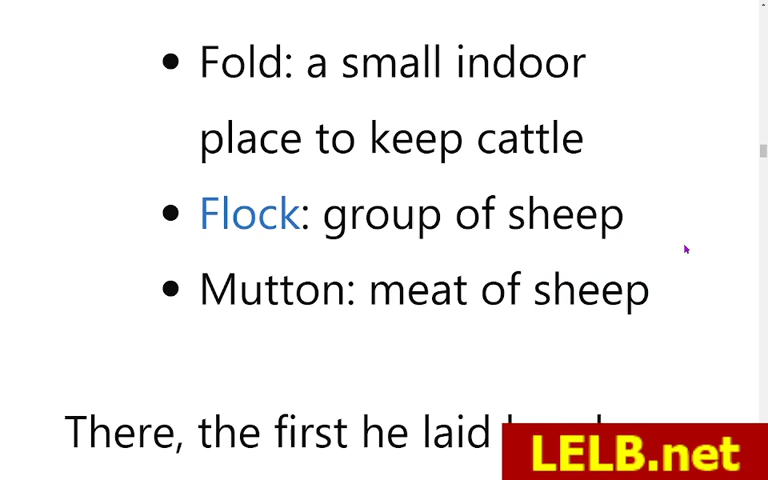 • Fold: a small indoor
place to keep cattle
• Flock: group of sheep
• Mutton: meat of sheep
There, the first he laid
LELB.net